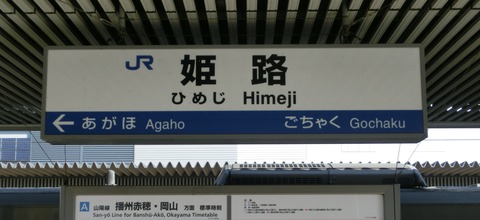 JR 姫路
ひめじ Himeji
← あがほ Agaho ごちゃく Gochaku
A 山陽線 播州赤穂・岡山 方面 標準時刻
San-yō Line for Banshū-Akō, Okayama Timetable